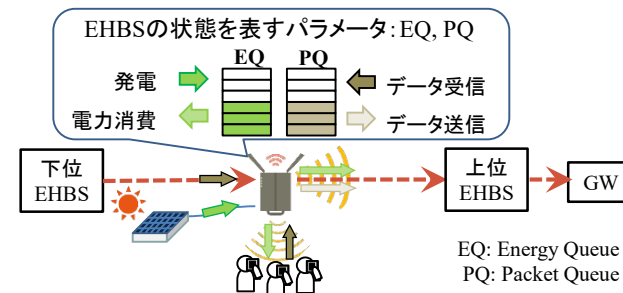 EHBSの状態を表すパラメータ：EQ, PQ
EQ PQ
発電
データ受信
電力消費
データ送信
下位
EHBS
上位
EHBS
GW
EQ: Energy Queue
PQ: Packet Queue